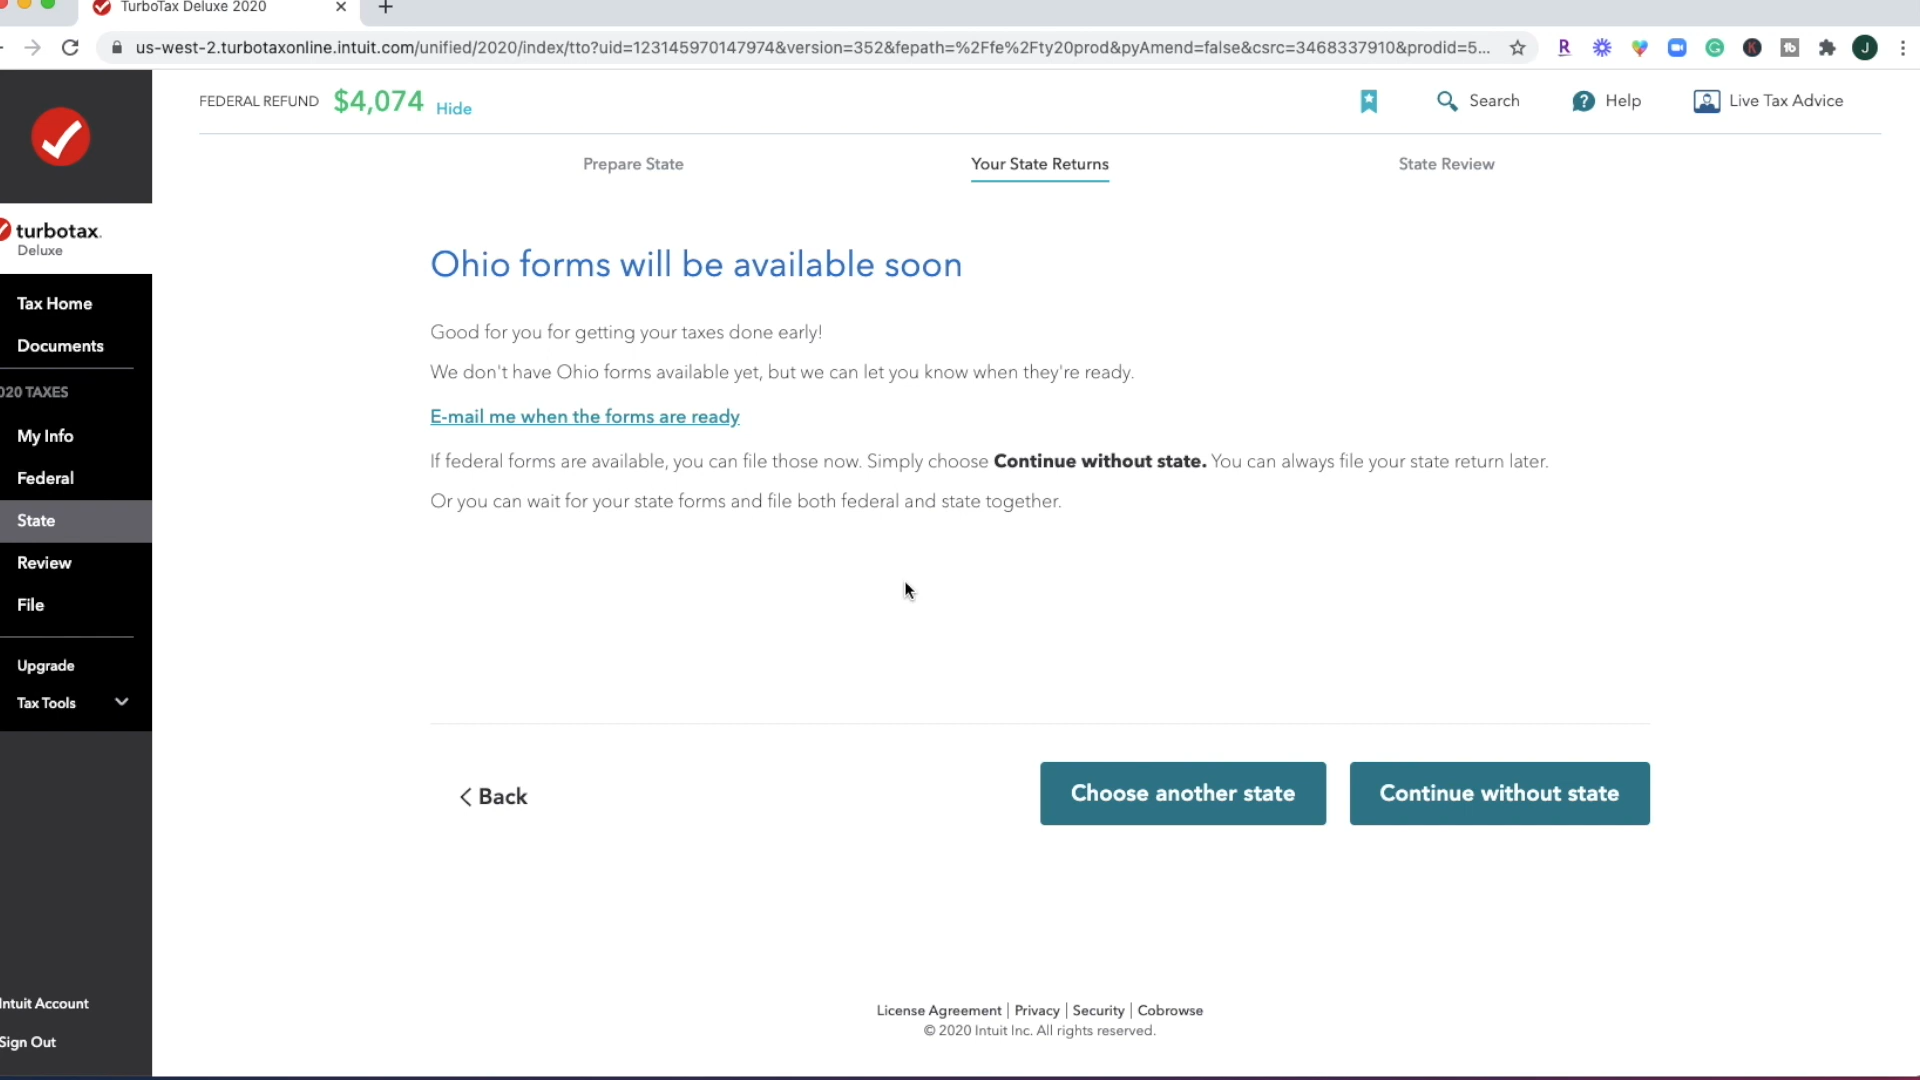 TurboTax Deluxe 2020
us-west-2.turbotaxonline.intuit.com/unified/2020/index/tto?uid=123145970147974&version=352&fepath=%2Ffe%2Fty20prod&pyAmend=false&csrc=3468337910&prodid=5...
FEDERAL REFUND $4,074 Hide
Search
Help
Live Tax Advice
Prepare State
Your State Returns
State Review
turbotax.
Deluxe
Tax Home
Documents
020 TAXES
My Info
Federal
State
Review
File
Upgrade
Tax Tools
Intuit Account
Sign Out
Ohio forms will be available soon
Good for you for getting your taxes done early!
We don't have Ohio forms available yet, but we can let you know when they're ready.
E-mail me when the forms are ready
If federal forms are available, you can file those now. Simply choose Continue without state. You can always file your state return later.
Or you can wait for your state forms and file both federal and state together.
Back
Choose another state
Continue without state
License Agreement | Privacy | Security | Cobrowse
© 2020 Intuit Inc. All rights reserved.